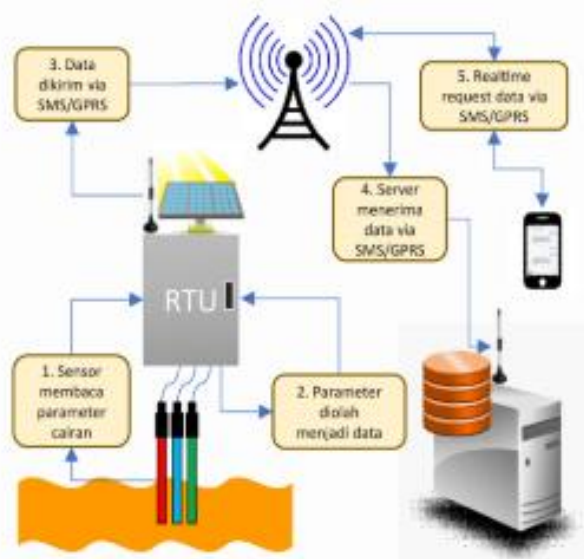 3. Data
dikirim via
SMS/GPRS
5. Realtime
request data via
SMS/GPRS
4. Server
menerima
data via
SMS/GPRS
RTU
1. Sensor
membaca
parameter
cairan
2. Parameter
diolah
menjadi data